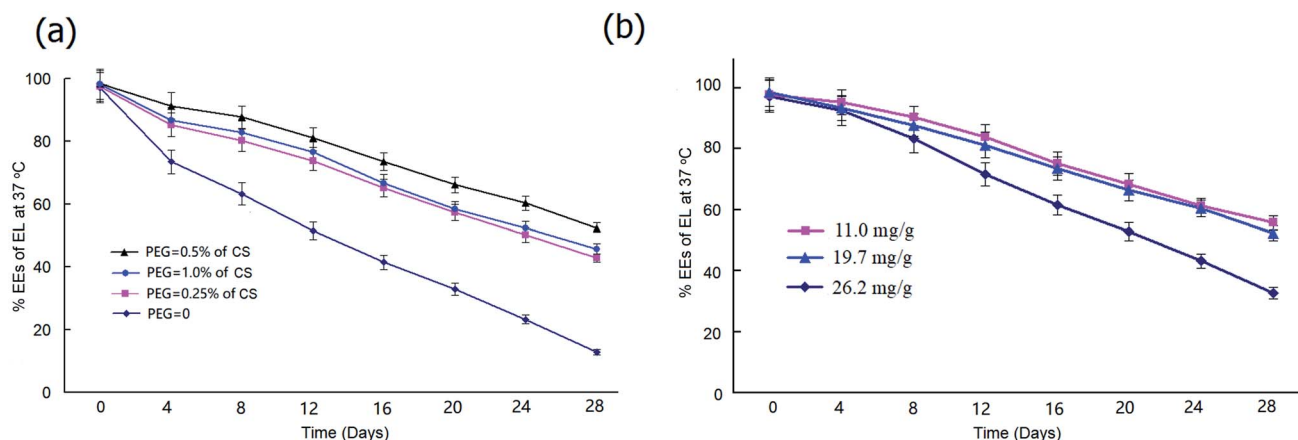 (a)
% EEs of EL at 37 °C
100
80
60
40
20
0
PEG=0.5% of CS
PEG=1.0% of CS
PEG=0.25% of CS
PEG=0
0 4 8 12 16 20 24 28
Time (Days)
(b)
% EEs of EL at 37 °C
100
80
60
40
20
0
11.0 mg/g
19.7 mg/g
26.2 mg/g
0 4 8 12 16 20 24 28
Time (Days)